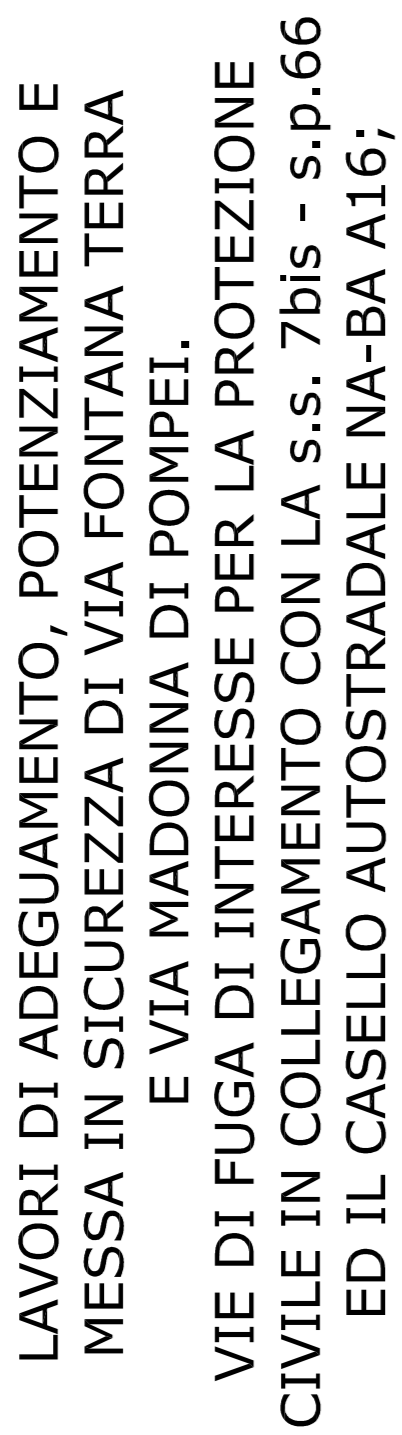 LAVORI DI ADEGUAMENTO, POTENZIAMENTO E
MESSA IN SICUREZZA DI VIA FONTANA TERRA
E VIA MADONNA DI POMPEI.
VIE DI FUGA DI INTERESSE PER LA PROTEZIONE
CIVILE IN COLLEGAMENTO CON LA s.s. 7bis - s.p.66
ED IL CASELLO AUTOSTRADALE NA-BA A16;